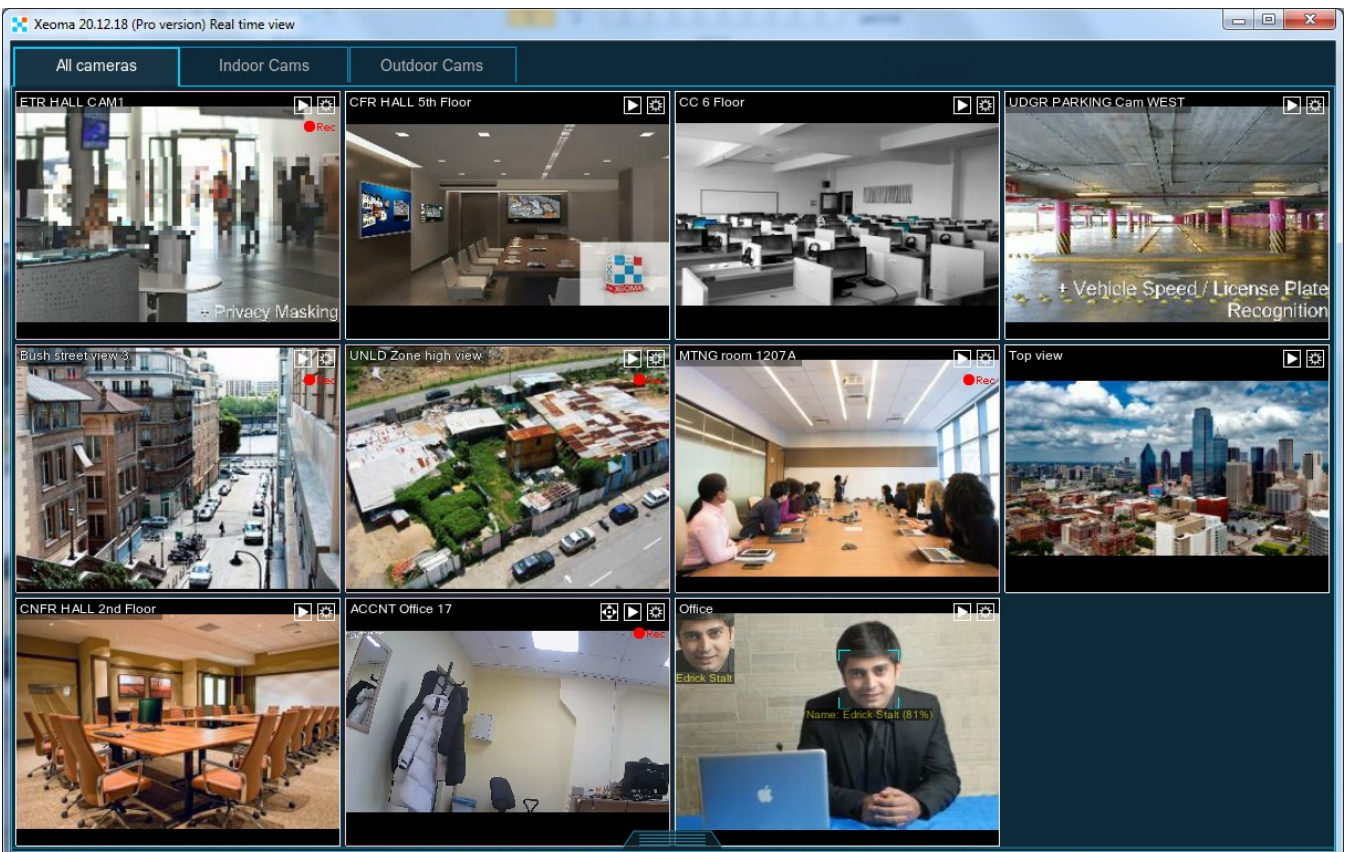 Xeoma 20.12.18 (Pro version) Real time view
All cameras
Indoor Cams
Outdoor Cams
ETR HALL CAM1
Rec
+ Privacy Masking
CFR HALL 5th Floor
XEOMA
CC 6 Floor
UDGR PARKING Cam WEST
+ Vehicle Speed / License Plate
Recognition
Bush street view 3
Rec
UNLD Zone high view
Rec
MTNG room 1207A
Rec
Top view
CNFR HALL 2nd Floor
ACCNT Office 17
Rec
Office
Edrick Stalt
Name: Edrick Stalt (81%)